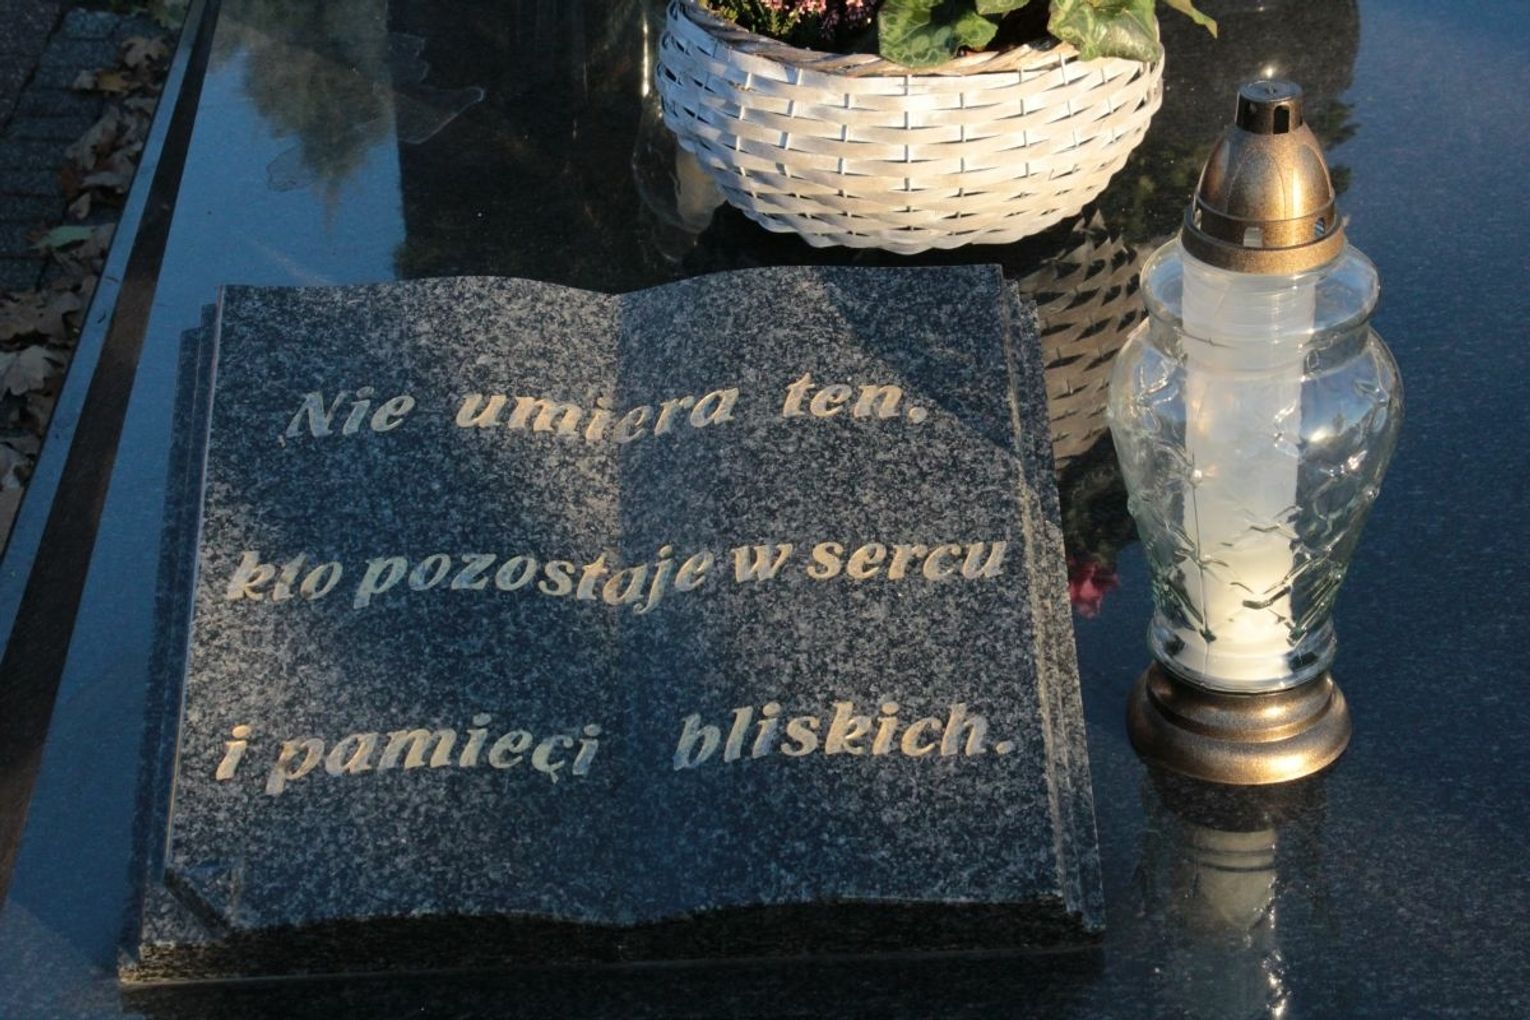 Nie umiera ten,
kto pozostaje w sercu
i pamięci bliskich.